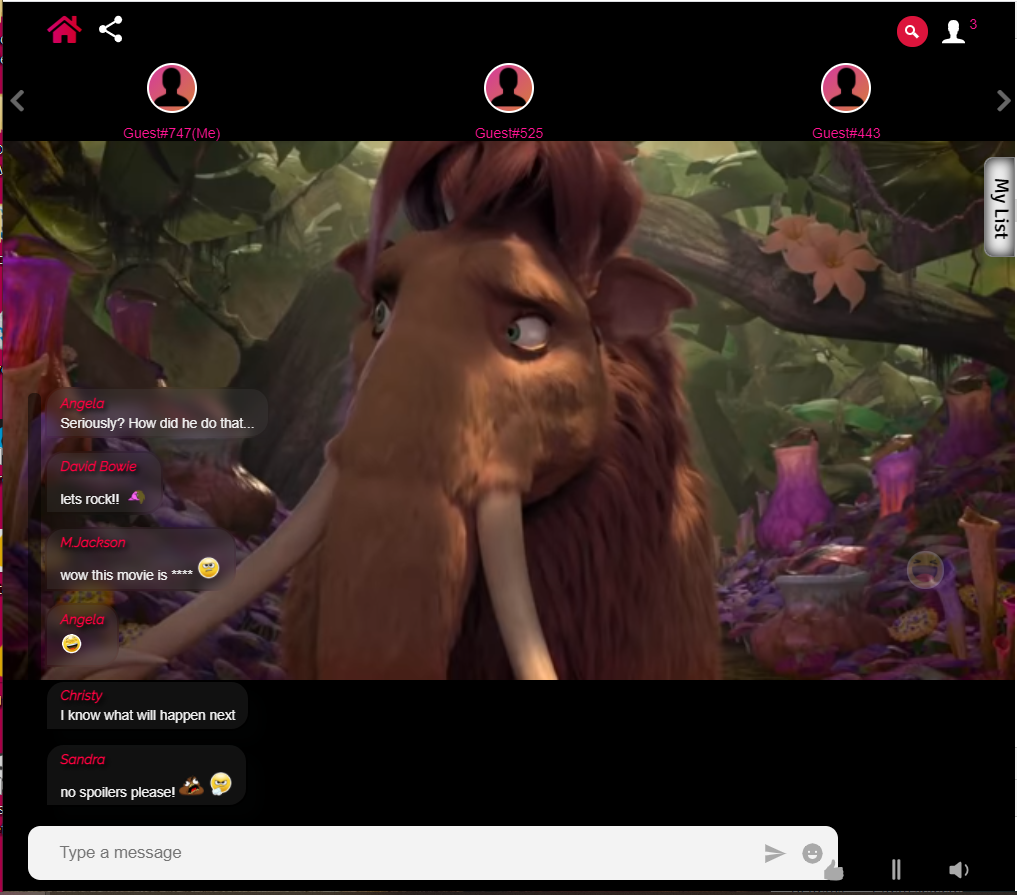 3
Guest#747(Me)
Guest#525
Guest#443
My List
Angela
Seriously? How did he do that...
David Bowie
lets rock!!
M.Jackson
wow this movie is ****
Angela
Christy
I know what will happen next
Sandra
no spoilers please!
Type a message